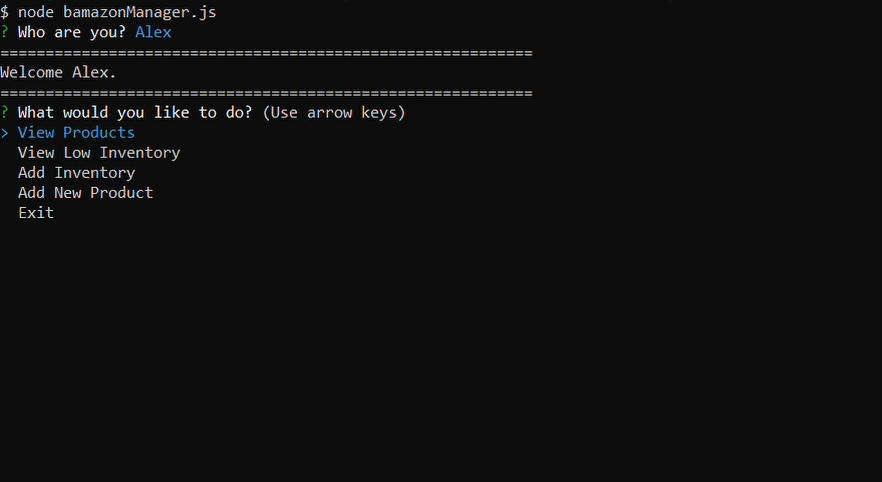 $ node bamazonManager.js
? Who are you? Alex
===========================================================
Welcome Alex.
===========================================================
? What would you like to do? (Use arrow keys)
> View Products
  View Low Inventory
  Add Inventory
  Add New Product
  Exit